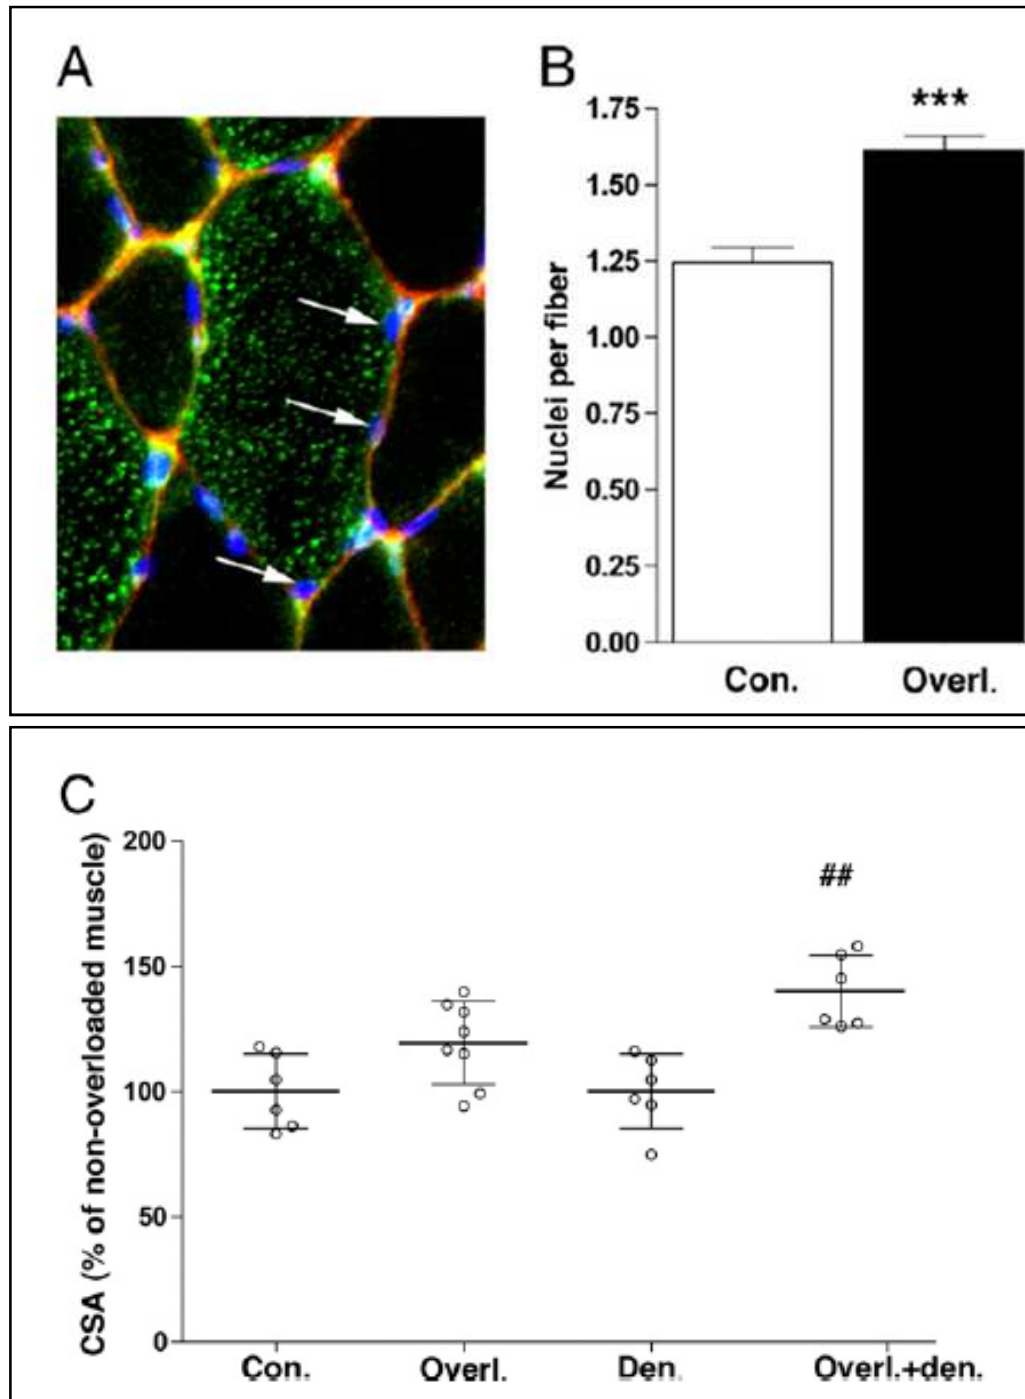 A
B
***
1.75
1.50
1.25
1.00
0.75
0.50
0.25
0.00
Nuclei per fiber
Con.
Overl.
C
CSA (% of non-overloaded muscle)
200
150
100
50
0
##
Con.
Overl.
Den.
Overl.+den.